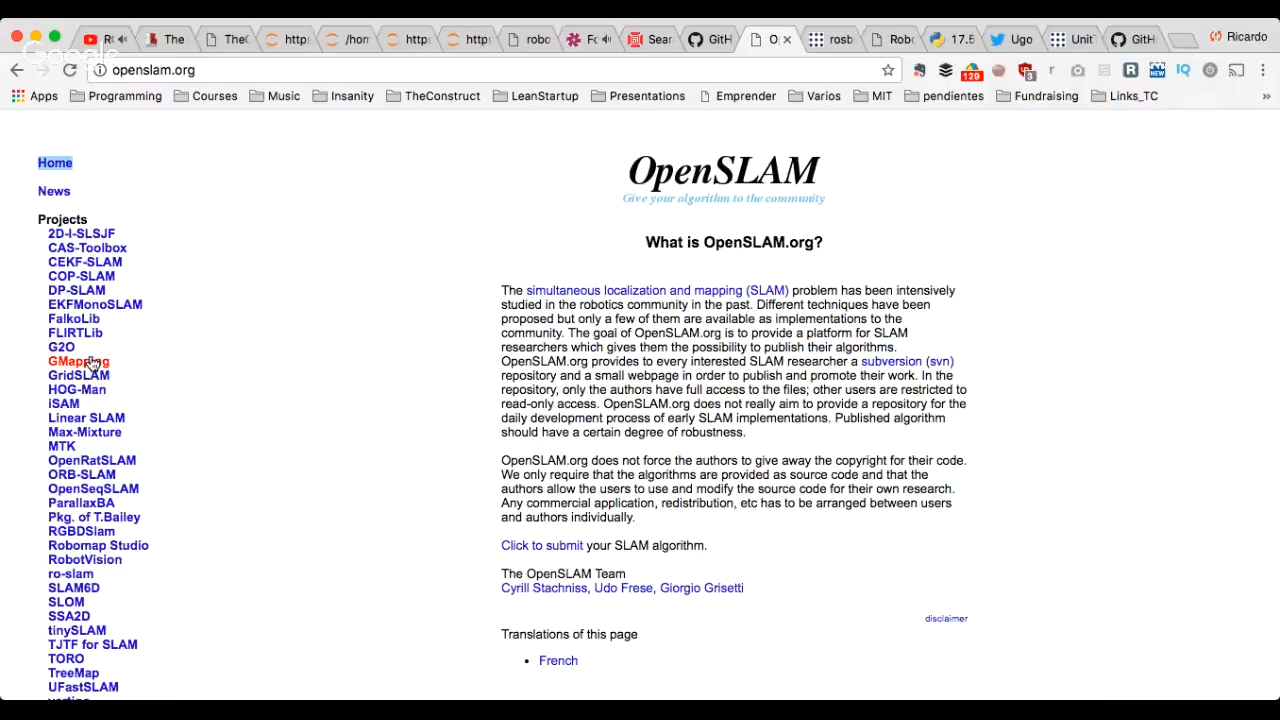 R
The
TheC
http:
/hom
http:
http:
robo
Fo
Sear
GitH
O
rosb
Robo
17.5
Ugo
Unit
GitH
Ricardo
Google
openslam.org
129
3
r
R
NEW
IQ
Apps
Programming
Courses
Music
Insanity
TheConstruct
LeanStartup
Presentations
Emprender
Varios
MIT
pendientes
Fundraising
Links_TC
»
Home
News
Projects
2D-I-SLSJF
CAS-Toolbox
CEKF-SLAM
COP-SLAM
DP-SLAM
EKFMonoSLAM
FalkoLib
FLIRTLib
G2O
GMapping
GridSLAM
HOG-Man
iSAM
Linear SLAM
Max-Mixture
MTK
OpenRatSLAM
ORB-SLAM
OpenSeqSLAM
ParallaxBA
Pkg. of T.Bailey
RGBDSlam
Robomap Studio
RobotVision
ro-slam
SLAM6D
SLOM
SSA2D
tinySLAM
TJTF for SLAM
TORO
TreeMap
UFastSLAM
OpenSLAM
Give your algorithm to the community
What is OpenSLAM.org?
The simultaneous localization and mapping (SLAM) problem has been intensively
studied in the robotics community in the past. Different techniques have been
proposed but only a few of them are available as implementations to the
community. The goal of OpenSLAM.org is to provide a platform for SLAM
researchers which gives them the possibility to publish their algorithms.
OpenSLAM.org provides to every interested SLAM researcher a subversion (svn)
repository and a small webpage in order to publish and promote their work. In the
repository, only the authors have full access to the files; other users are restricted to
read-only access. OpenSLAM.org does not really aim to provide a repository for the
daily development process of early SLAM implementations. Published algorithm
should have a certain degree of robustness.
OpenSLAM.org does not force the authors to give away the copyright for their code.
We only require that the algorithms are provided as source code and that the
authors allow the users to use and modify the source code for their own research.
Any commercial application, redistribution, etc has to be arranged between users
and authors individually.
Click to submit your SLAM algorithm.
The OpenSLAM Team
Cyrill Stachniss, Udo Frese, Giorgio Grisetti
disclaimer
Translations of this page
• French